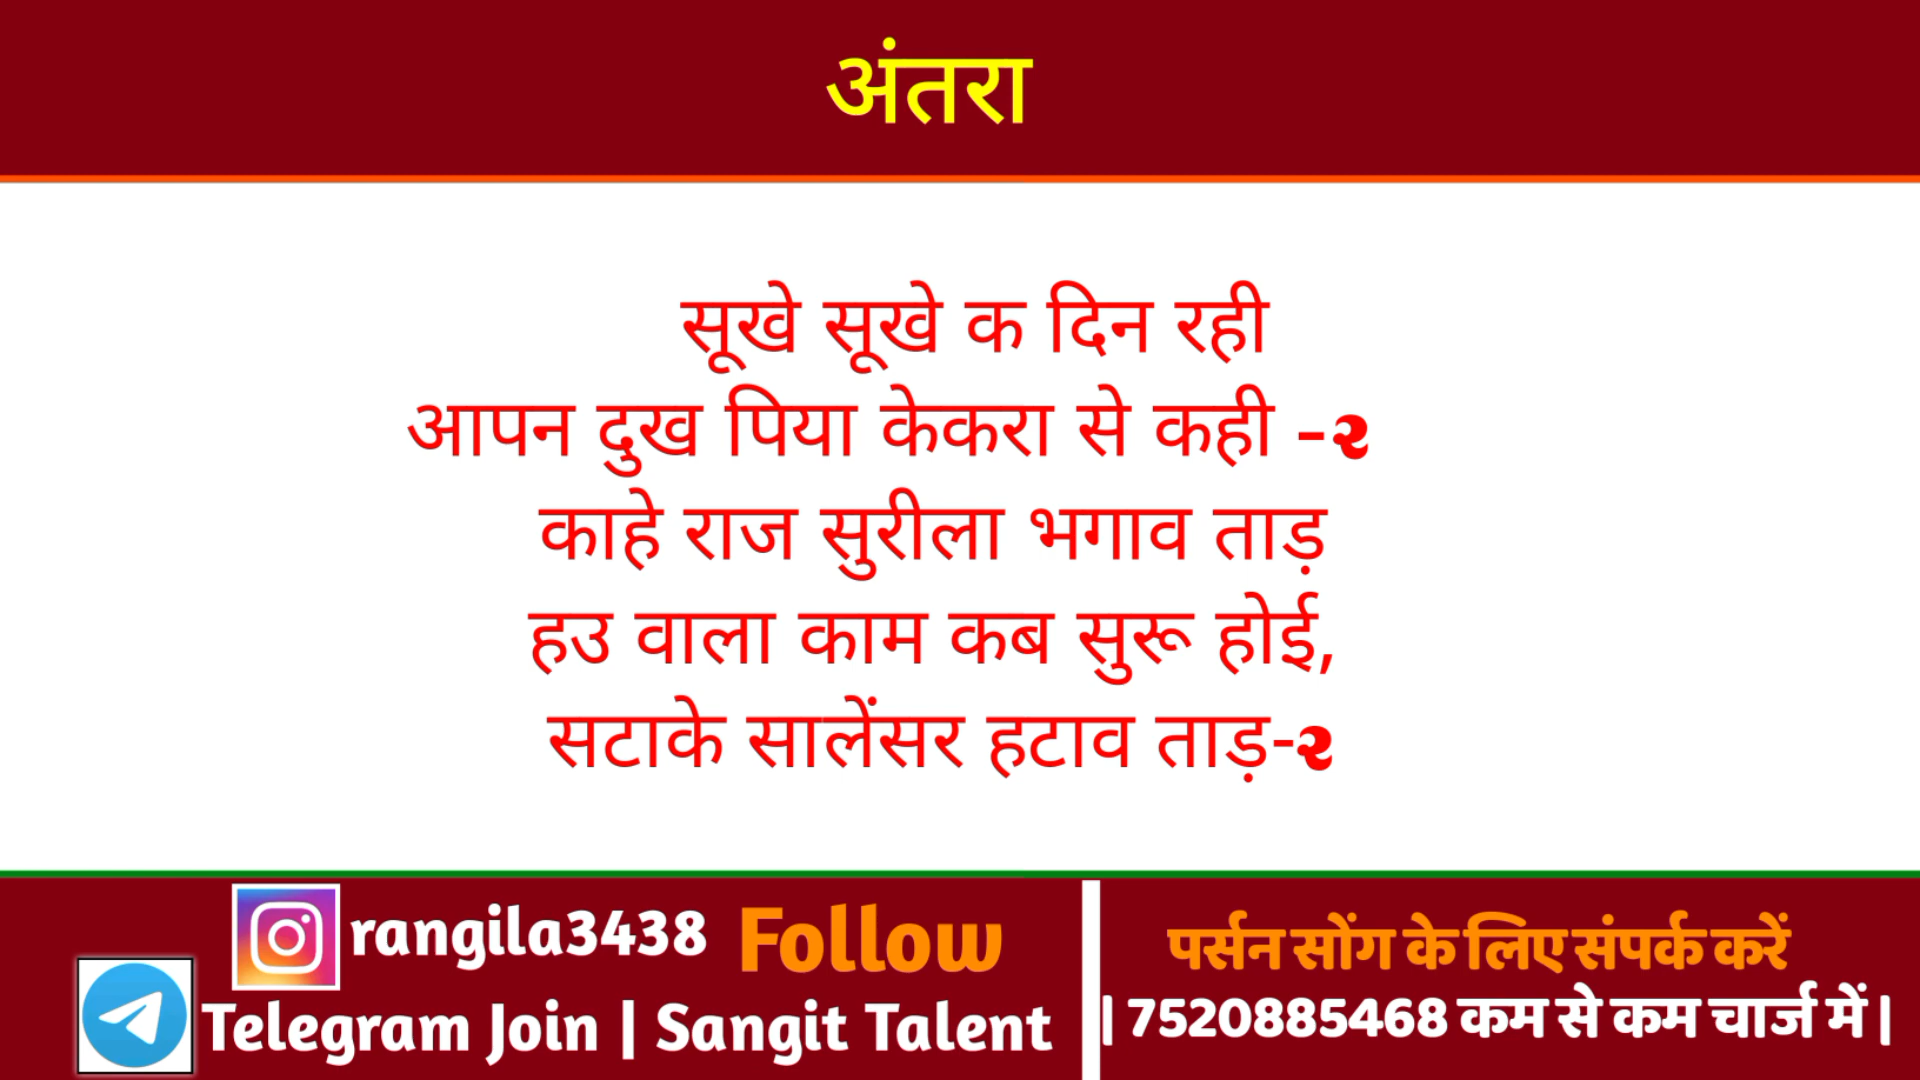 अंतरा
सूखे सूखे क दिन रही
आपन दुख पिया केकरा से कही -२
काहे राज सुरीला भगाव ताड़
हउ वाला काम कब सुरू होई,
सटाके सालेंसर हटाव ताड़-२
rangila3438 Follow
Telegram Join | Sangit Talent
पर्सन सोंग के लिए संपर्क करें
| 7520885468 कम से कम चार्ज में |